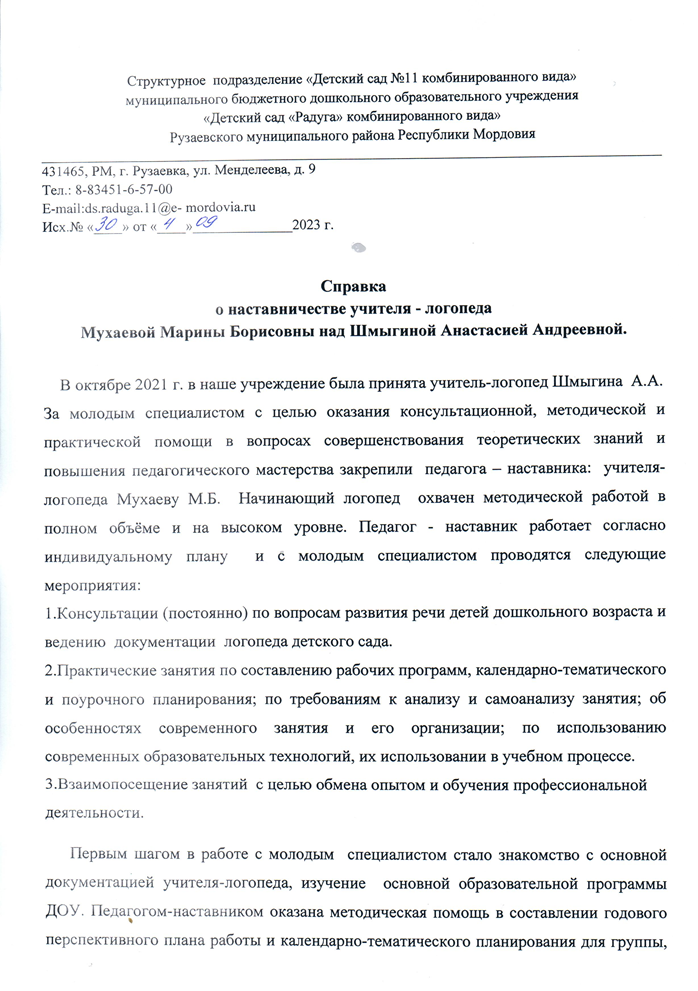 Структурное подразделение «Детский сад №11 комбинированного вида»
муниципального бюджетного дошкольного образовательного учреждения
«Детский сад «Радуга» комбинированного вида»
Рузаевского муниципального района Республики Мордовия
431465, РМ, г. Рузаевка, ул. Менделеева, д. 9
Тел.: 8-83451-6-57-00
E-mail:ds.raduga.11@e- mordovia.ru
Исх.№ «30» от «4» 09 2023 г.
Справка
о наставничестве учителя - логопеда
Мухаевой Марины Борисовны над Шмыгиной Анастасией Андреевной.
В октябре 2021 г. в наше учреждение была принята учитель-логопед Шмыгина А.А.
За молодым специалистом с целью оказания консультационной, методической и
практической помощи в вопросах совершенствования теоретических знаний и
повышения педагогического мастерства закрепили педагога – наставника: учителя-
логопеда Мухаеву М.Б. Начинающий логопед охвачен методической работой в
полном объёме и на высоком уровне. Педагог - наставник работает согласно
индивидуальному плану и с молодым специалистом проводятся следующие
мероприятия:
1.Консультации (постоянно) по вопросам развития речи детей дошкольного возраста и
ведению документации логопеда детского сада.
2.Практические занятия по составлению рабочих программ, календарно-тематического
и поурочного планирования; по требованиям к анализу и самоанализу занятия; об
особенностях современного занятия и его организации; по использованию
современных образовательных технологий, их использовании в учебном процессе.
3.Взаимопосещение занятий с целью обмена опытом и обучения профессиональной
деятельности.
Первым шагом в работе с молодым специалистом стало знакомство с основной
документацией учителя-логопеда, изучение основной образовательной программы
ДОУ. Педагогом-наставником оказана методическая помощь в составлении годового
перспективного плана работы и календарно-тематического планирования для группы,